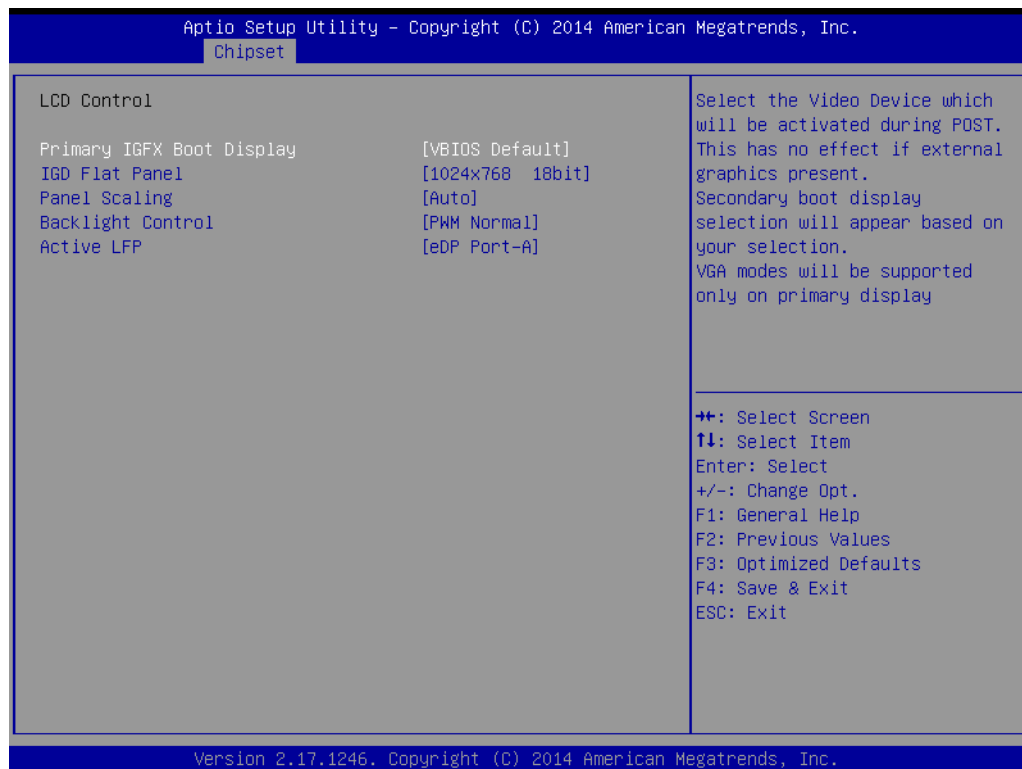 Aptio Setup Utility – Copyright (C) 2014 American Megatrends, Inc.
Chipset
LCD Control
Primary IGFX Boot Display [VBIOS Default]
IGD Flat Panel [1024x768 18bit]
Panel Scaling [Auto]
Backlight Control [PWM Normal]
Active LFP [eDP Port-A]
Select the Video Device which
will be activated during POST.
This has no effect if external
graphics present.
Secondary boot display
selection will appear based on
your selection.
VGA modes will be supported
only on primary display
→←: Select Screen
↑↓: Select Item
Enter: Select
+/-: Change Opt.
F1: General Help
F2: Previous Values
F3: Optimized Defaults
F4: Save & Exit
ESC: Exit
Version 2.17.1246. Copyright (C) 2014 American Megatrends, Inc.